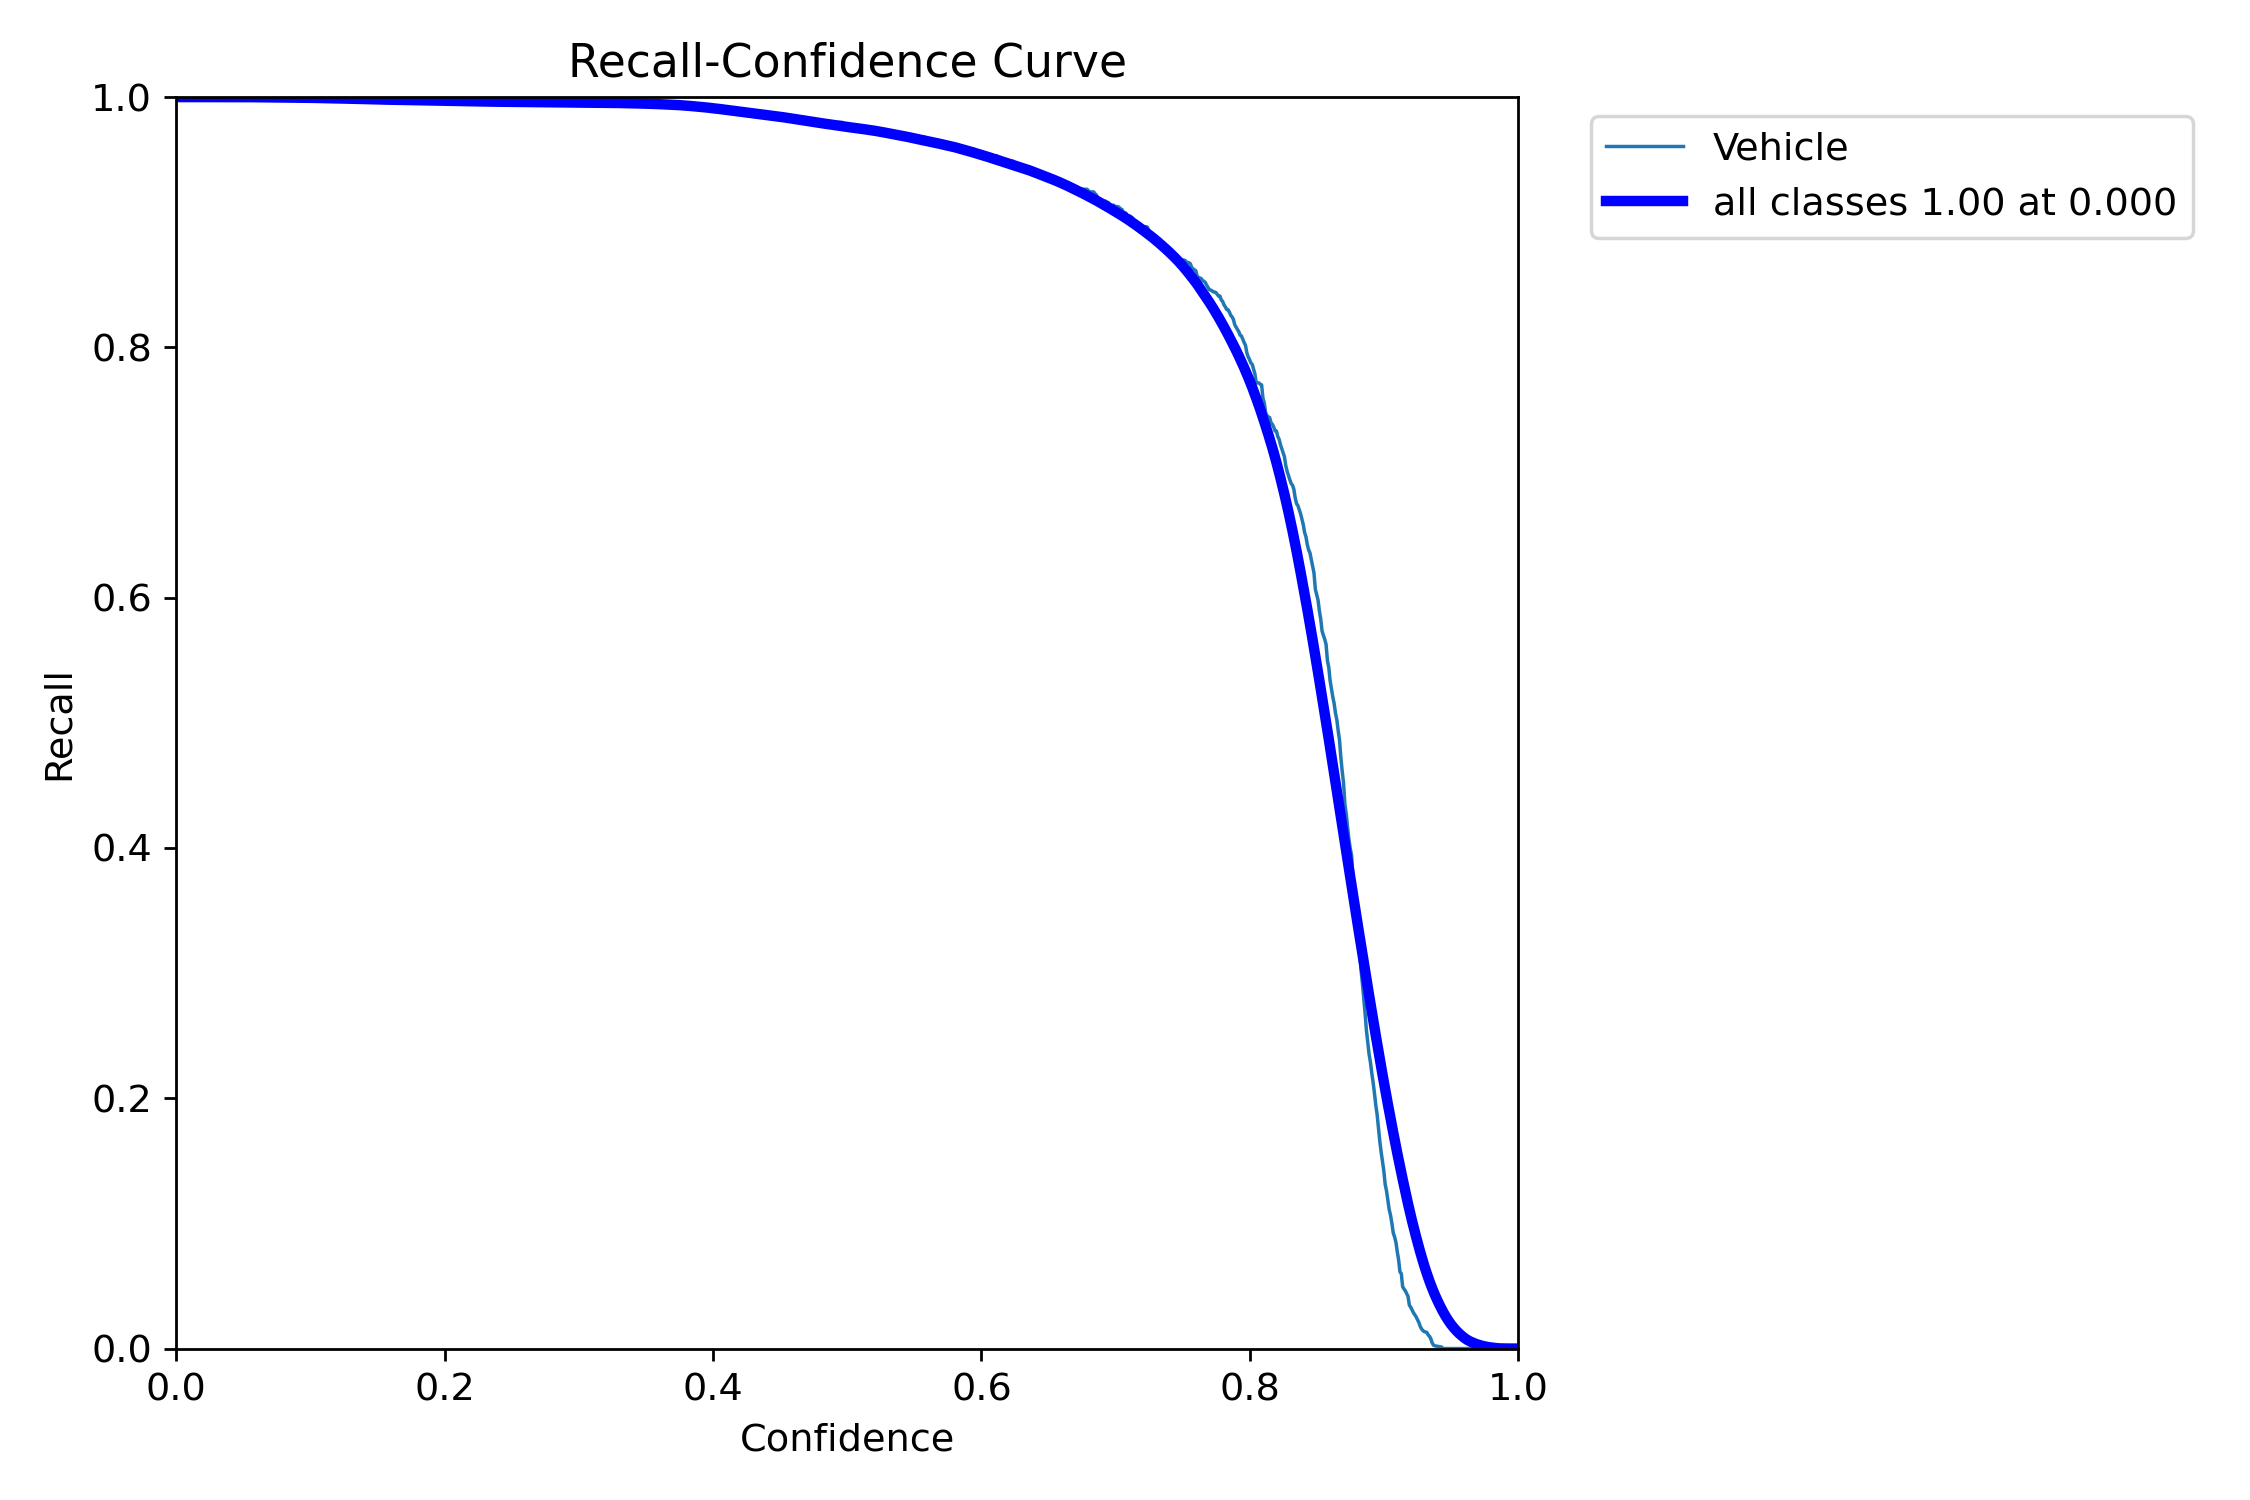 Recall-Confidence Curve
1.0
0.8
0.6
0.4
0.2
0.0
Recall
0.0 0.2 0.4 0.6 0.8 1.0
Confidence
Vehicle
all classes 1.00 at 0.000